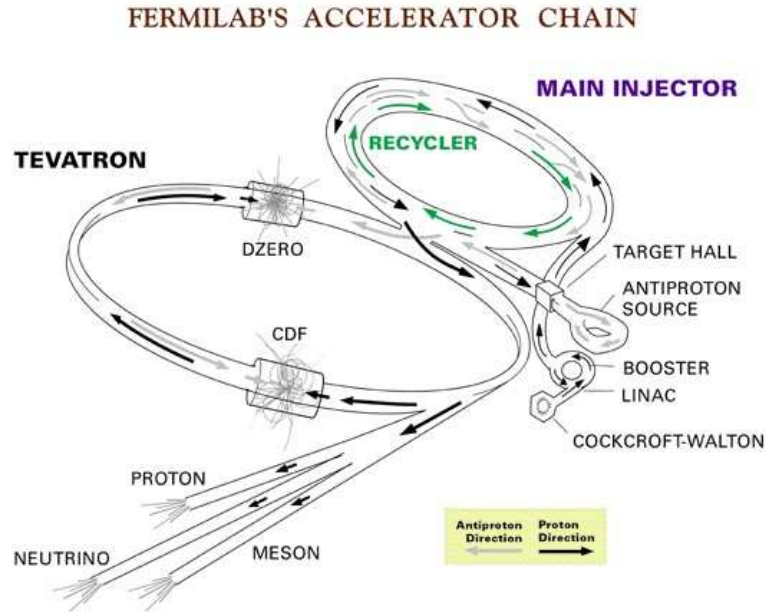 FERMILAB'S ACCELERATOR CHAIN
MAIN INJECTOR
RECYCLER
TEVATRON
DZERO
TARGET HALL
ANTIPROTON
SOURCE
CDF
BOOSTER
LINAC
COCKCROFT-WALTON
PROTON
NEUTRINO
MESON
Antiproton
Direction
Proton
Direction